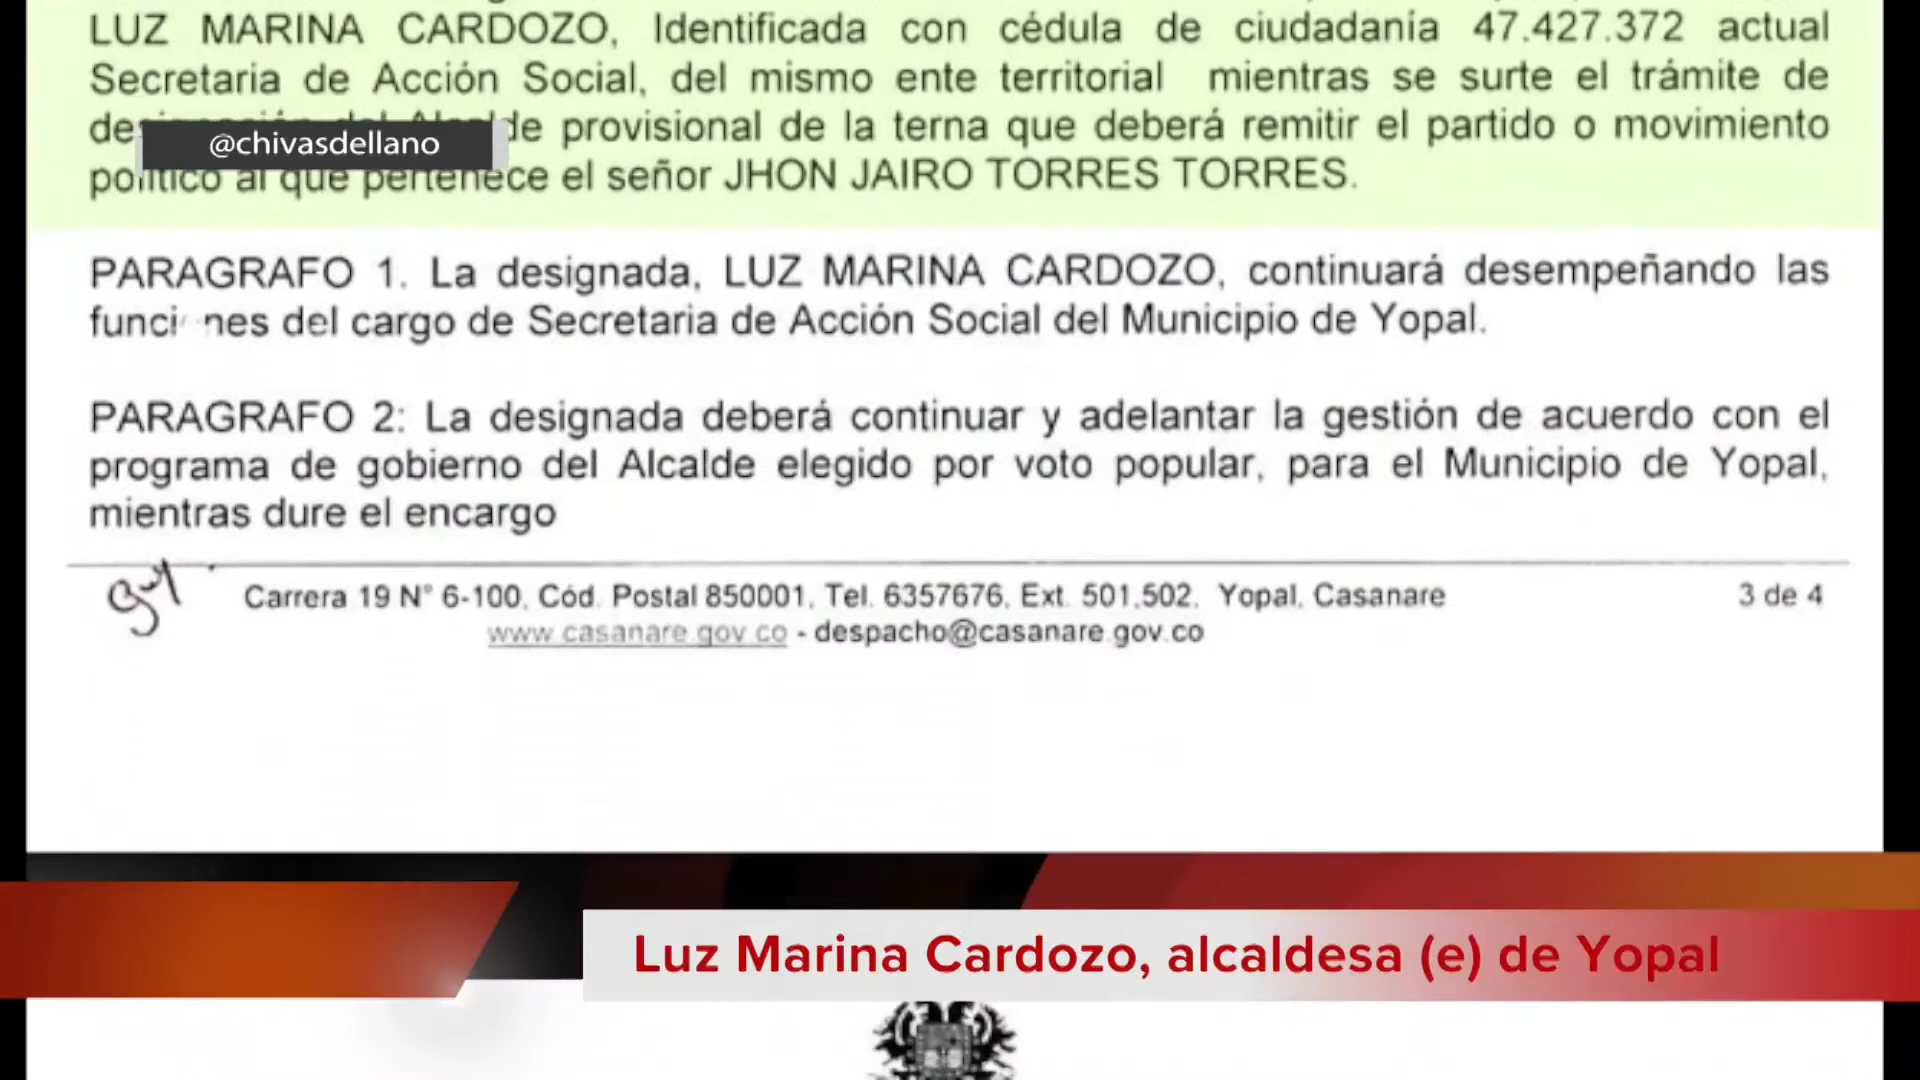 LUZ MARINA CARDOZO, Identificada con cédula de ciudadanía 47.427.372 actual
Secretaria de Acción Social, del mismo ente territorial mientras se surte el trámite de
provisional de la terna que deberá remitir el partido o movimiento
@chivasdellano
político al que pertenece el señor JHON JAIRO TORRES TORRES.
PARAGRAFO 1. La designada, LUZ MARINA CARDOZO, continuará desempeñando las
del cargo de Secretaria de Acción Social del Municipio de Yopal.
PARAGRAFO 2: La designada deberá continuar y adelantar la gestión de acuerdo con el
programa de gobierno del Alcalde elegido por voto popular, para el Municipio de Yopal,
mientras dure el encargo
Carrera 19 N° 6-100, Cód. Postal 850001, Tel. 6357676, Ext. 501,502, Yopal, Casanare
3 de 4
www.casanare.gov.co - despacho@casanare.gov.co
Luz Marina Cardozo, alcaldesa (e) de Yopal